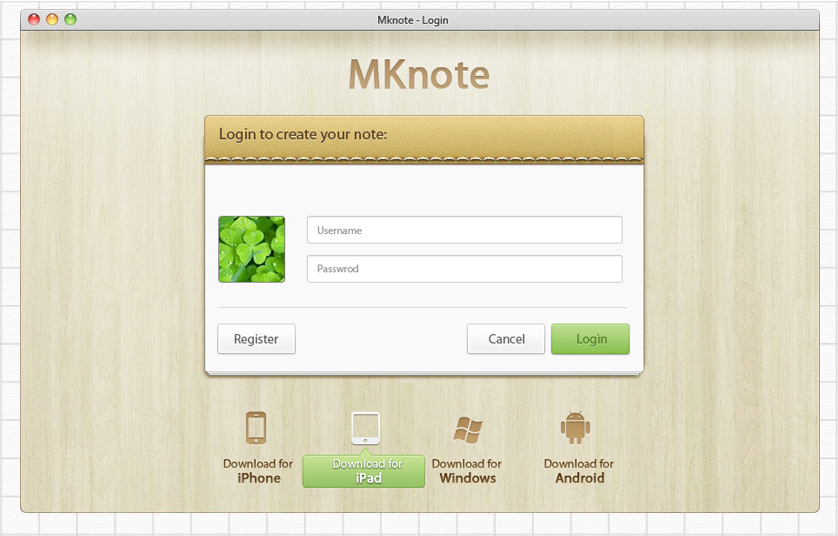 Mknote - Login
MKnote
Login to create your note:
Username
Passwrod
Register
Cancel
Login
Download for
iPhone
Download for
iPad
Download for
Windows
Download for
Android